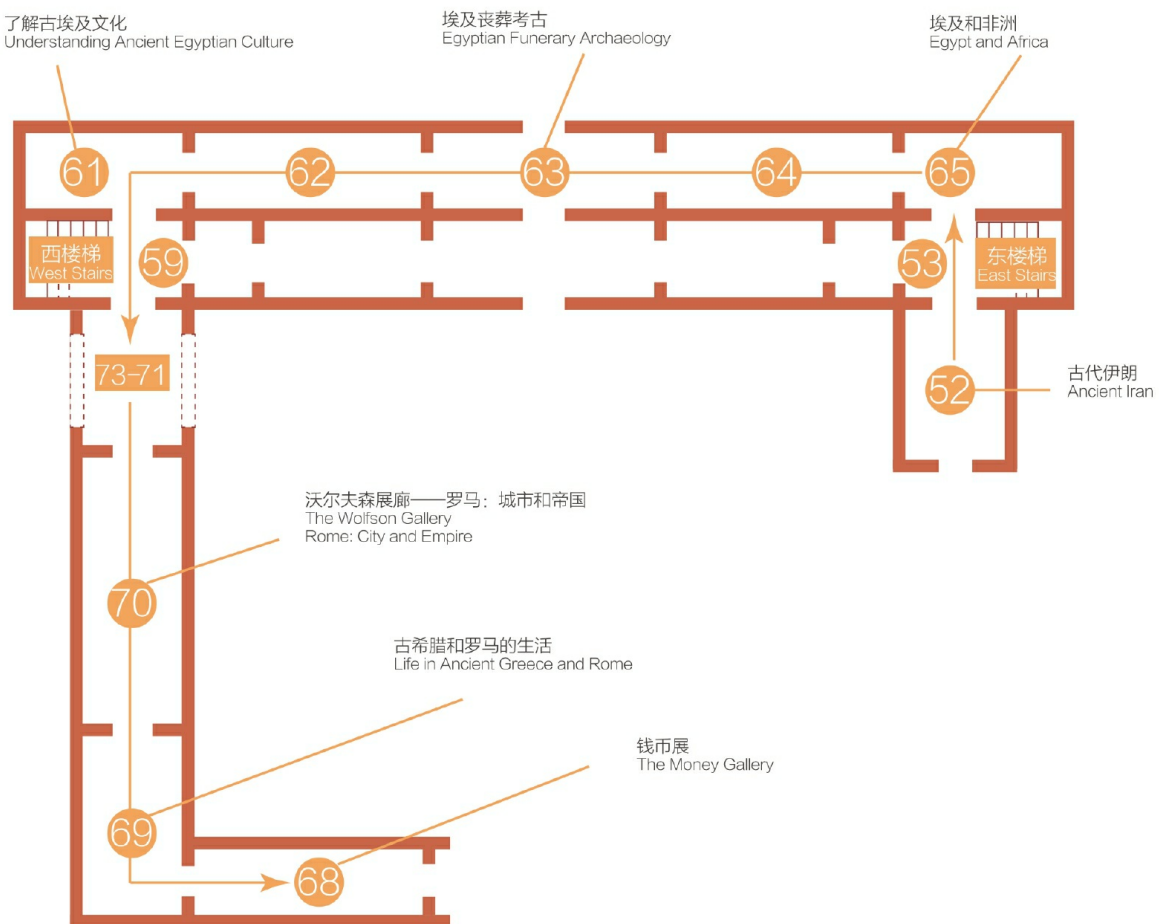 了解古埃及文化
Understanding Ancient Egyptian Culture
埃及丧葬考古
Egyptian Funerary Archaeology
埃及和非洲
Egypt and Africa
61
62
63
64
65
西楼梯
West Stairs
59
53
东楼梯
East Stairs
73-71
52
古代伊朗
Ancient Iran
沃尔夫森展廊——罗马：城市和帝国
The Wolfson Gallery
Rome: City and Empire
70
古希腊和罗马的生活
Life in Ancient Greece and Rome
钱币展
The Money Gallery
69
68